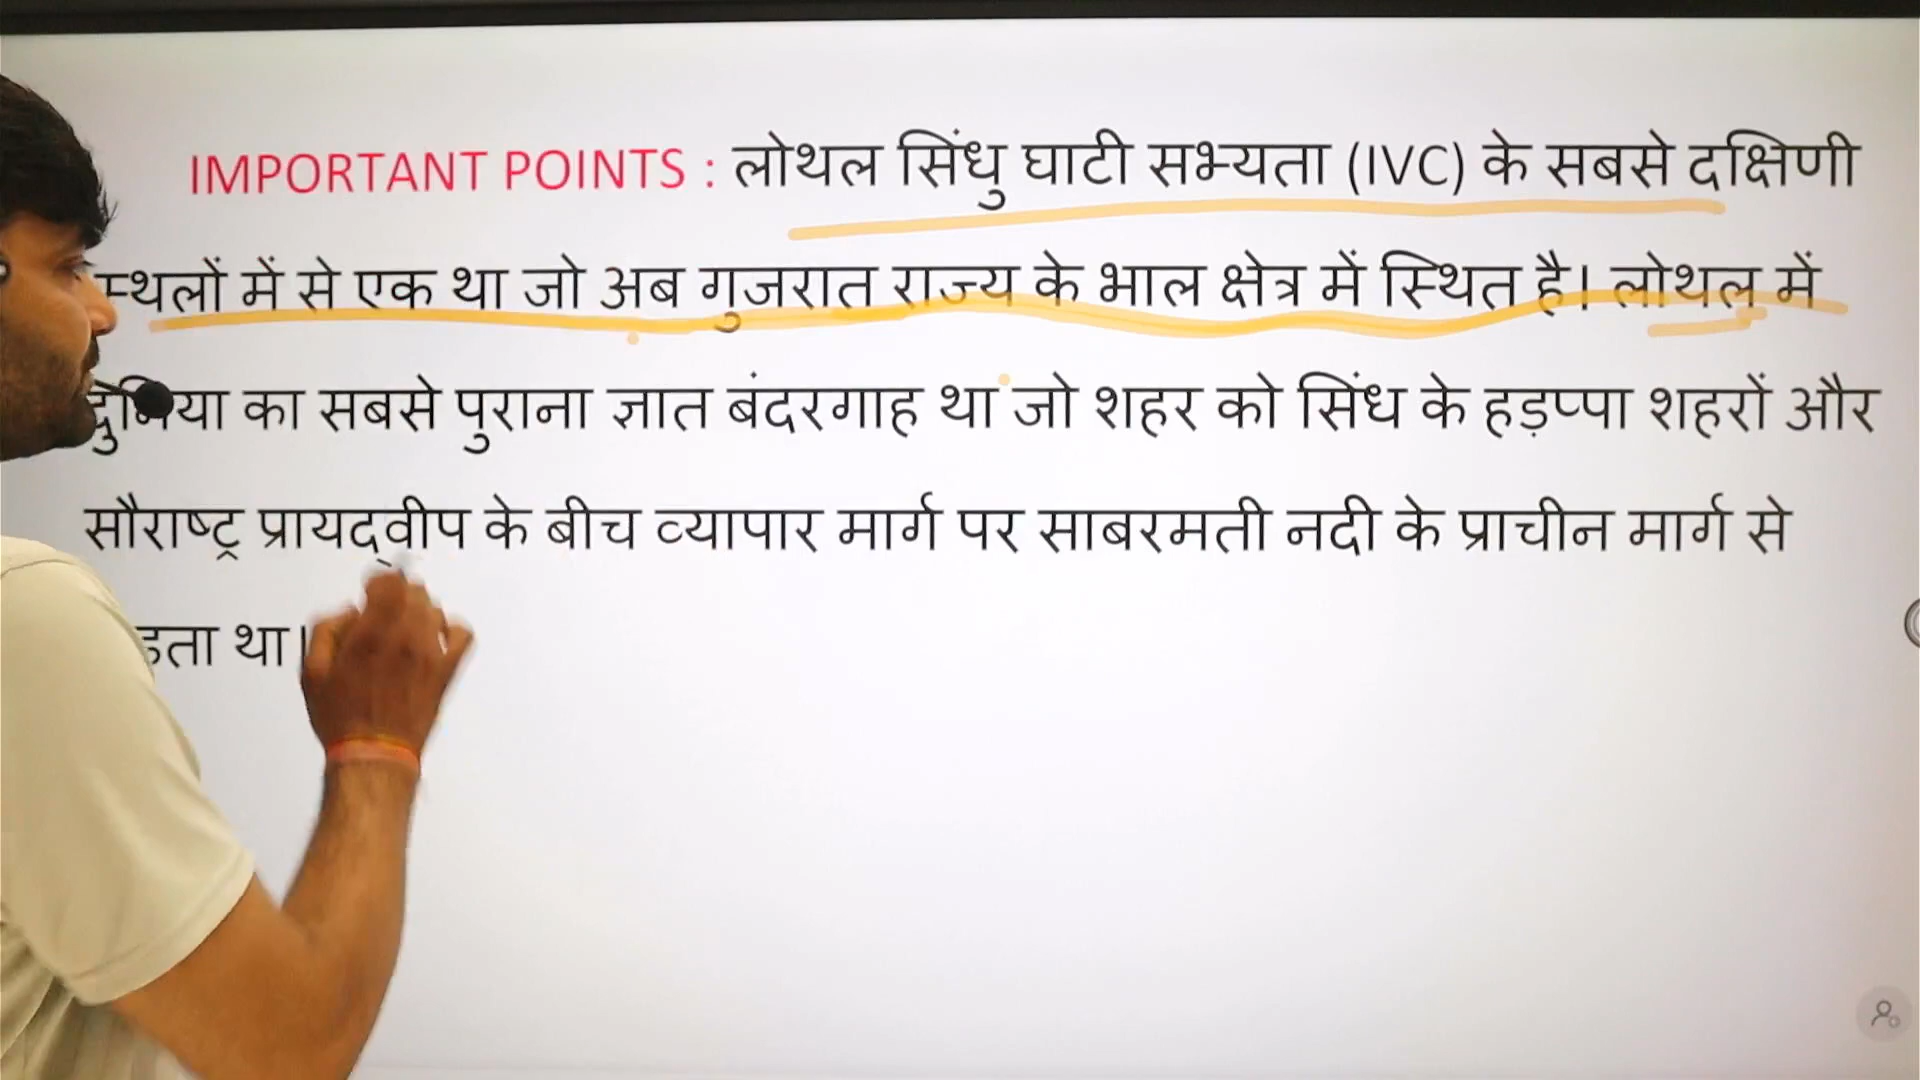 IMPORTANT POINTS : लोथल सिंधु घाटी सभ्यता (IVC) के सबसे दक्षिणी
स्थलों में से एक था जो अब गुजरात राज्य के भाल क्षेत्र में स्थित है। लोथल में
दुनिया का सबसे पुराना ज्ञात बंदरगाह था जो शहर को सिंध के हड़प्पा शहरों और
सौराष्ट्र प्रायद्वीप के बीच व्यापार मार्ग पर साबरमती नदी के प्राचीन मार्ग से
था।